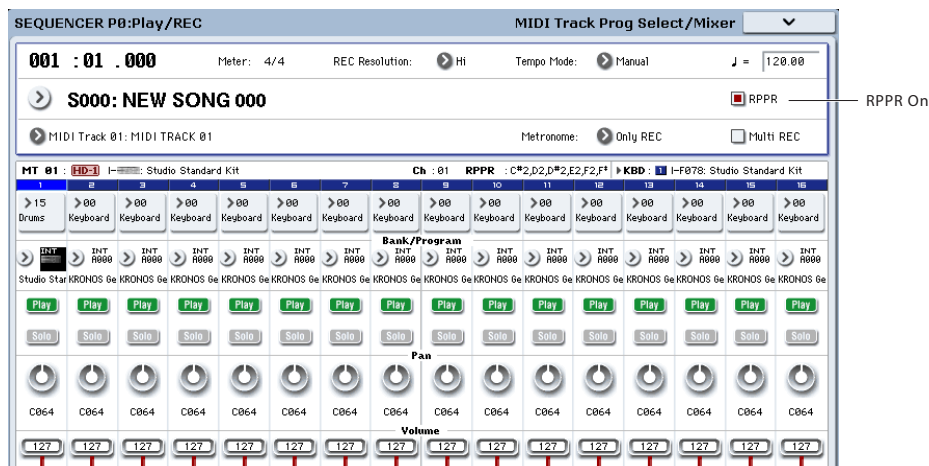 SEQUENCER P0:Play/REC MIDI Track Prog Select/Mixer
001 :01 .000 Meter: 4/4 REC Resolution: Hi Tempo Mode: Manual ♩ = 120.00
S000: NEW SONG 000 RPPR RPPR On
MIDI Track 01: MIDI TRACK 01 Metronome: Only REC Multi REC
MT 01 : HD-1 I- : Studio Standard Kit Ch :01 RPPR :C#2,D2,D#2,E2,F2,F# KBD : 1 I-F078: Studio Standard Kit
1 2 3 4 5 6 7 8 9 10 11 12 13 14 15 16
15 00 00 00 00 00 00 00 00 00 00 00 00 00 00 00
Drums Keyboard Keyboard Keyboard Keyboard Keyboard Keyboard Keyboard Keyboard Keyboard Keyboard Keyboard Keyboard Keyboard Keyboard Keyboard
Bank/Program
INT INT INT INT INT INT INT INT INT INT INT INT INT INT INT INT
A000 A000 A000 A000 A000 A000 A000 A000 A000 A000 A000 A000 A000 A000 A000
Studio Star KRONOS Ge KRONOS Ge KRONOS Ge KRONOS Ge KRONOS Ge KRONOS Ge KRONOS Ge KRONOS Ge KRONOS Ge KRONOS Ge KRONOS Ge KRONOS Ge KRONOS Ge KRONOS Ge KRONOS Ge
Play Play Play Play Play Play Play Play Play Play Play Play Play Play Play Play
Solo Solo Solo Solo Solo Solo Solo Solo Solo Solo Solo Solo Solo Solo Solo Solo
Pan
C064 C064 C064 C064 C064 C064 C064 C064 C064 C064 C064 C064 C064 C064 C064 C064
Volume
127 127 127 127 127 127 127 127 127 127 127 127 127 127 127 127